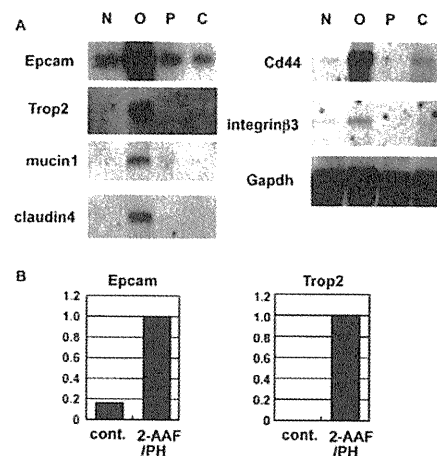 A
N O P C
Epcam
Trop2
mucin1
claudin4
N O P C
Cd44
integrinβ3
Gapdh
B
Epcam
1.2
1.0
0.8
0.6
0.4
0.2
0
cont. 2-AAF
/PH
Trop2
1.2
1.0
0.8
0.6
0.4
0.2
0
cont. 2-AAF
/PH